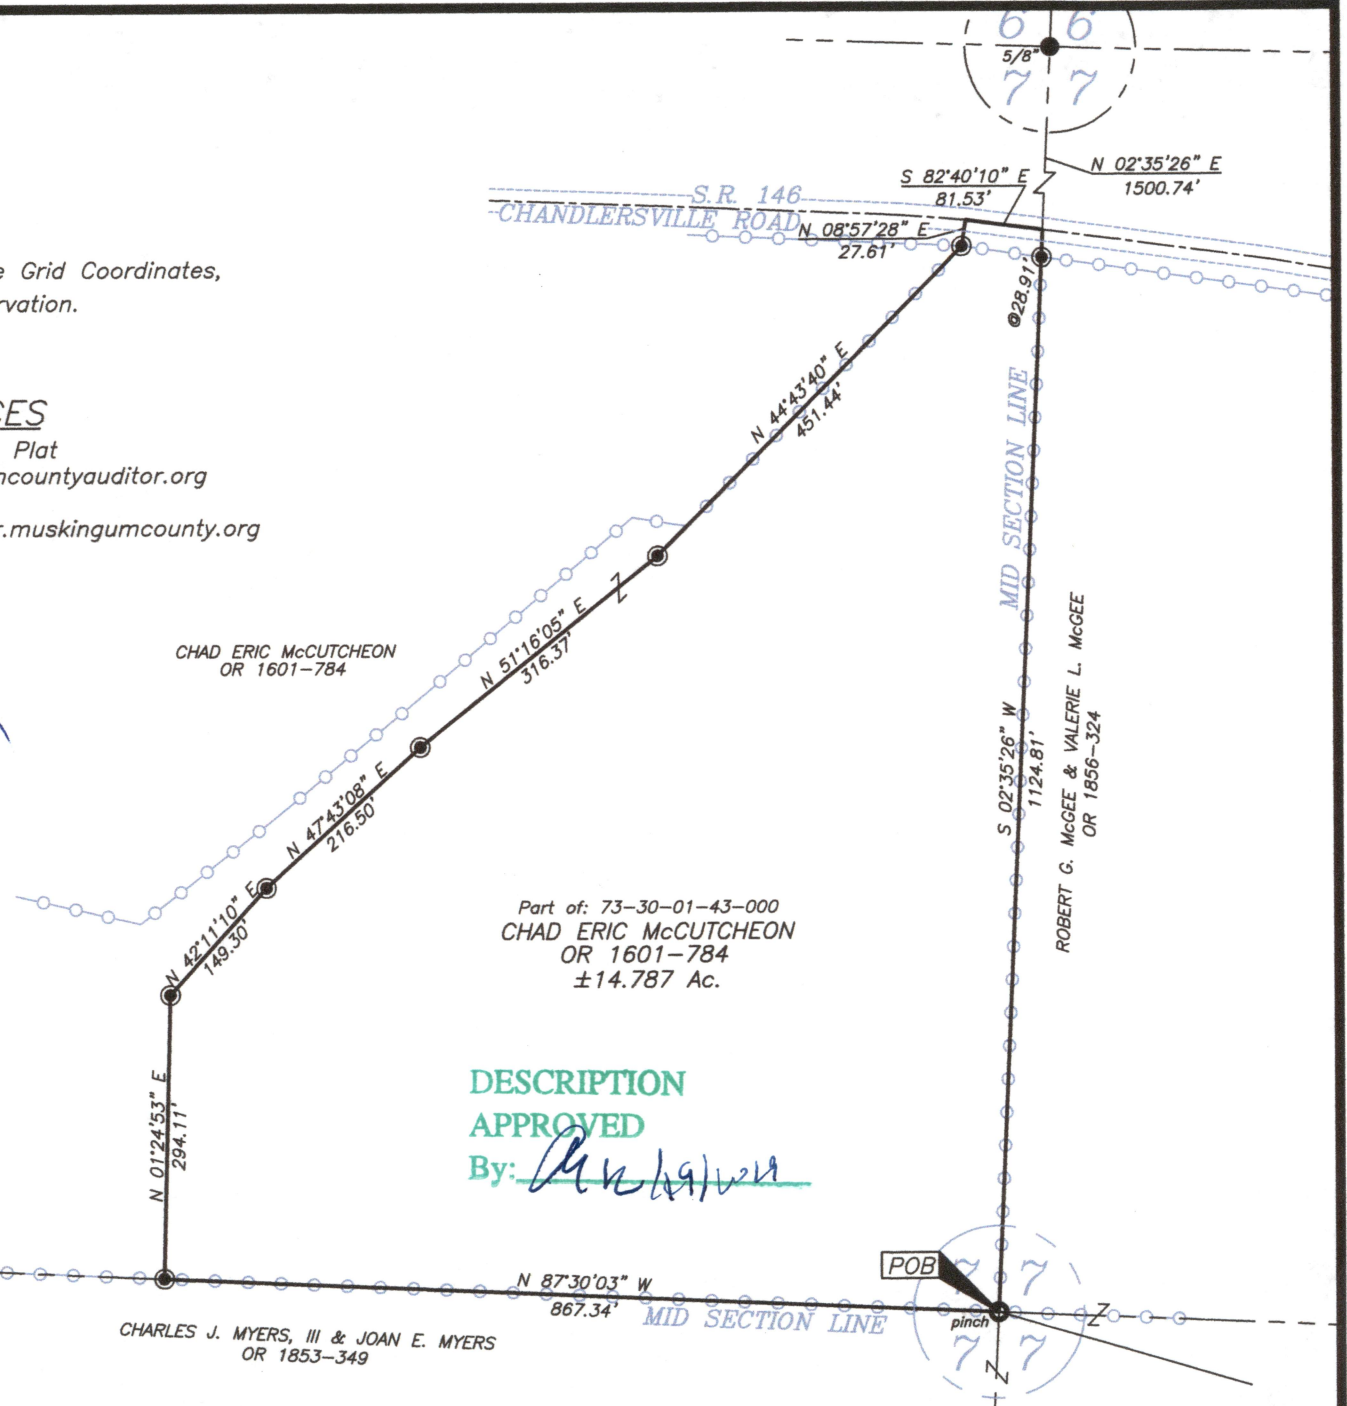 6 6
5/8"
7 7
N 02°35'26" E
1500.74'
S 82°40'10" E
81.53'
S.R. 146
CHANDLERSVILLE ROAD
N 08°57'28" E
27.61'
@28.91'
e Grid Coordinates,
rvation.
CES
Plat
ncountyauditor.org
r.muskingumcounty.org
N 44°43'40" E
451.44'
MID SECTION LINE
N 51°16'05" E
316.37'
CHAD ERIC McCUTCHEON
OR 1601-784
S 02°35'26" W
1124.81'
ROBERT G. McGEE & VALERIE L. McGEE
OR 1856-324
N 47°43'08" E
216.50'
N 42°11'10" E
149.30'
Part of: 73-30-01-43-000
CHAD ERIC McCUTCHEON
OR 1601-784
±14.787 Ac.
N 01°24'53" E
294.11'
DESCRIPTION
APPROVED
By:
POB
7 7
N 87°30'03" W
867.34'
MID SECTION LINE
pinch
7 7
CHARLES J. MYERS, III & JOAN E. MYERS
OR 1853-349